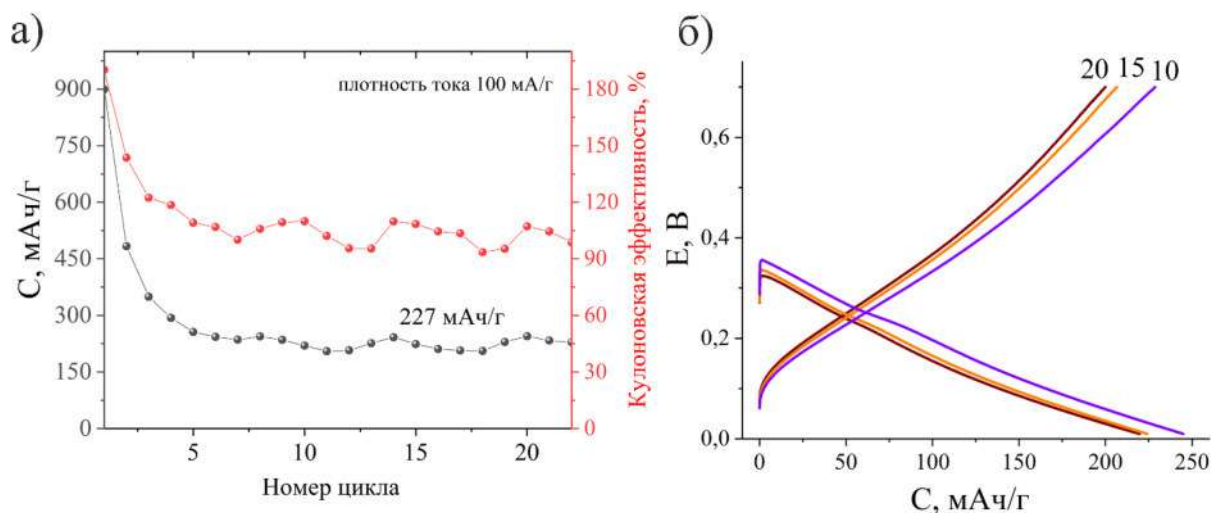 а)
плотность тока 100 мА/г
900
750
600
450
300
150
0
С, мАч/г
227 мАч/г
180
150
120
90
60
30
0
Кулоновская эффективность, %
5
10
15
20
Номер цикла
б)
20 15 10
0,6
0,4
0,2
0,0
Е, В
0
50
100
150
200
250
С, мАч/г